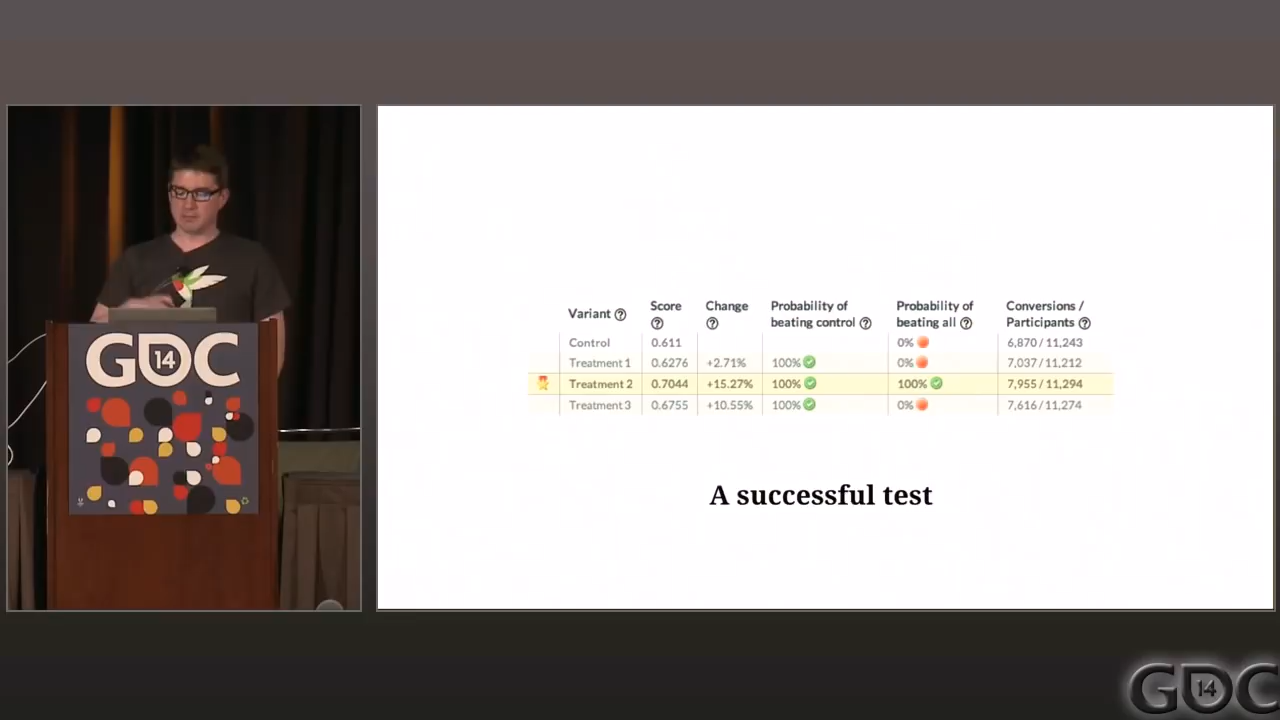 GDC
14
Variant ?
Score ?
Change ?
Probability of beating control ?
Probability of beating all ?
Conversions / Participants ?
Control 0.611 0% 6,870 / 11,243
Treatment 1 0.6276 +2.71% 100% 0% 7,037 / 11,212
Treatment 2 0.7044 +15.27% 100% 100% 7,955 / 11,294
Treatment 3 0.6755 +10.55% 100% 0% 7,616 / 11,274
A successful test
GDC
14